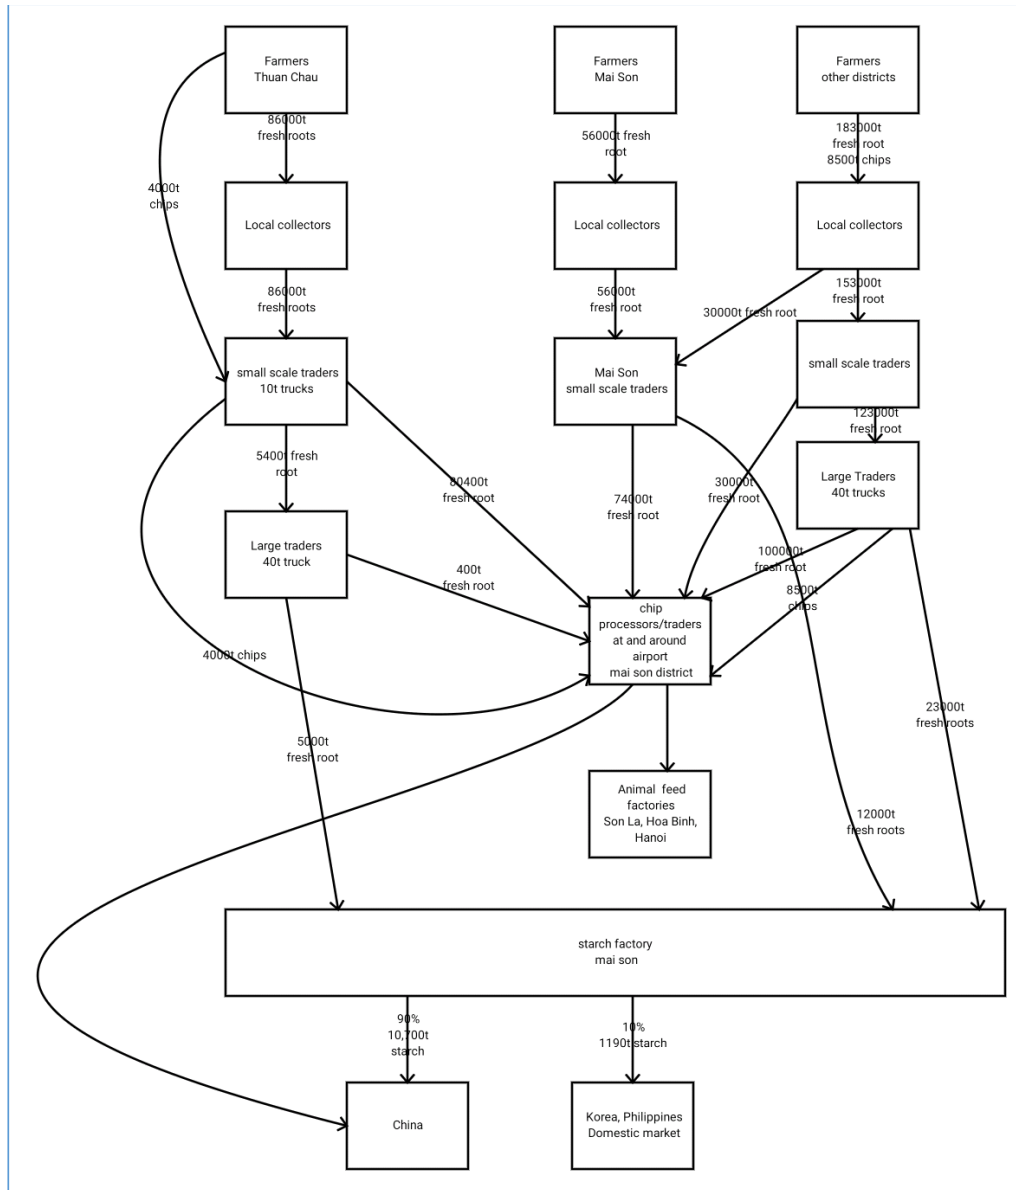 Farmers
Thuan Chau
Farmers
Mai Son
Farmers
other districts
86000t
fresh roots
56000t fresh
root
183000t
fresh root
8500t chips
4000t
chips
Local collectors
Local collectors
Local collectors
86000t
fresh roots
56000t
fresh root
153000t
fresh root
30000t fresh root
small scale traders
10t trucks
Mai Son
small scale traders
small scale traders
123000t
fresh root
5400t fresh
root
80400t
fresh root
74000t
fresh root
30000t
fresh root
Large Traders
40t trucks
Large traders
40t truck
400t
fresh root
100000t
fresh root
8500t
chips
chip
processors/traders
at and around
airport
mai son district
4000t chips
5000t
fresh root
23000t
fresh roots
Animal  feed
factories
Son La, Hoa Binh,
Hanoi
12000t
fresh roots
starch factory
mai son
90%
10,700t
starch
10%
1190t starch
China
Korea, Philippines
Domestic market